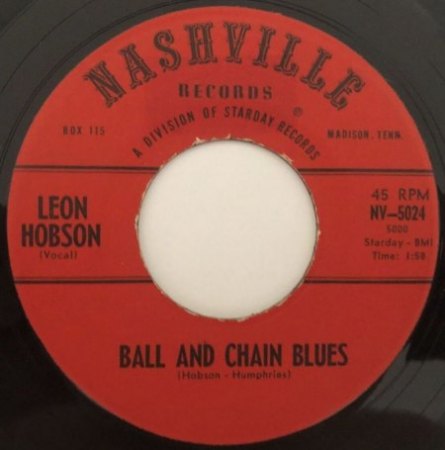 NASHVILLE
RECORDS
®
A DIVISION OF STARDAY RECORDS
BOX 115
MADISON, TENN.
LEON
HOBSON
(Vocal)
45 RPM
NV-5024
5000
Starday - BMI
Time: 1:58
BALL AND CHAIN BLUES
(Hobson - Humphries)